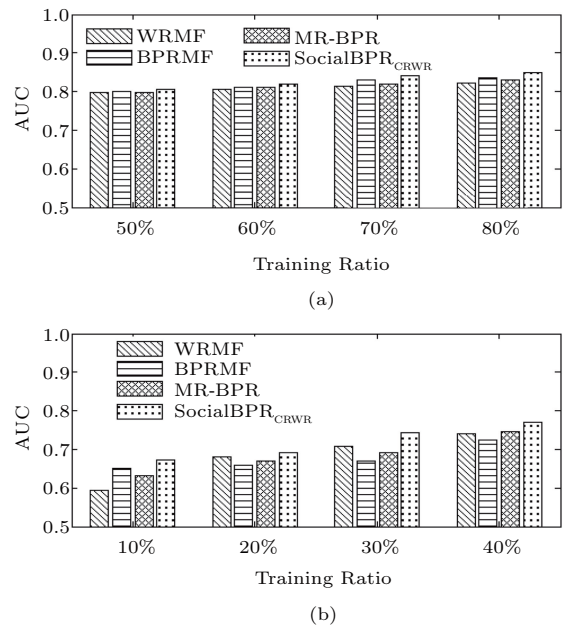 1.0
0.9
0.8
0.7
0.6
0.5
AUC
WRMF
BPRMF
MR-BPR
SocialBPR_CRWR
50% 60% 70% 80%
Training Ratio
(a)
1.0
0.9
0.8
0.7
0.6
0.5
AUC
WRMF
BPRMF
MR-BPR
SocialBPR_CRWR
10% 20% 30% 40%
Training Ratio
(b)